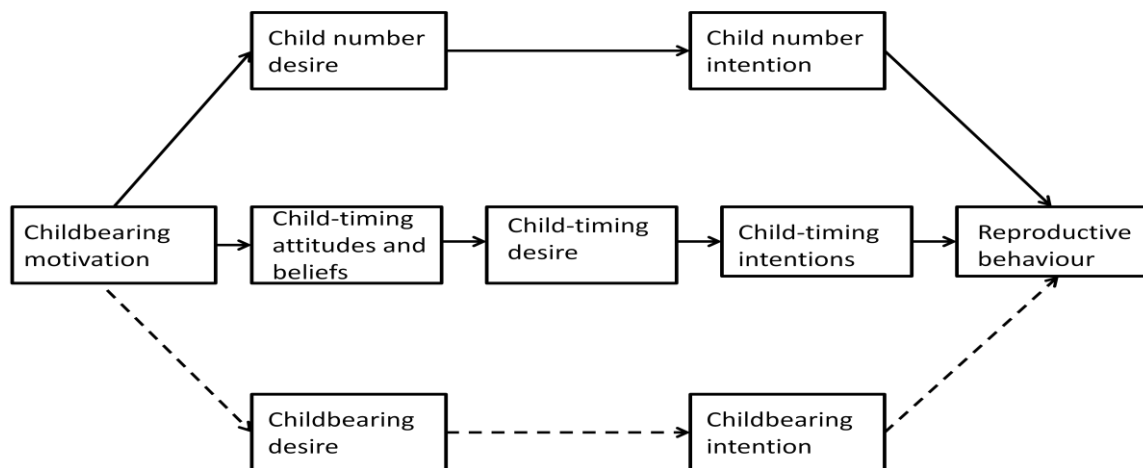 Child number
desire
Child number
intention
Childbearing
motivation
Child-timing
attitudes and
beliefs
Child-timing
desire
Child-timing
intentions
Reproductive
behaviour
Childbearing
desire
Childbearing
intention